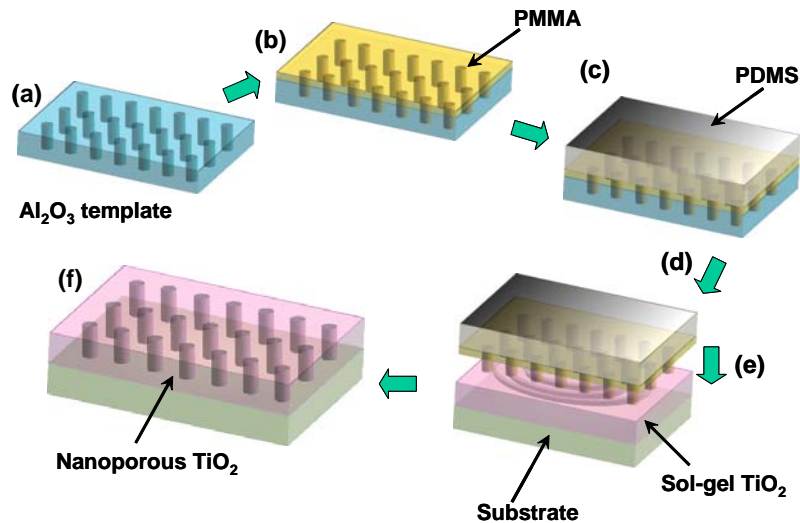 (a)
Al₂O₃ template
(b)
PMMA
(c)
PDMS
(d)
(e)
Sol-gel TiO₂
Substrate
(f)
Nanoporous TiO₂